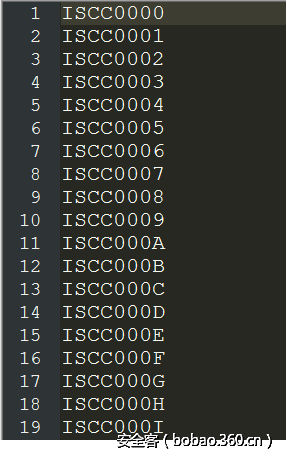 1 ISCC0000
2 ISCC0001
3 ISCC0002
4 ISCC0003
5 ISCC0004
6 ISCC0005
7 ISCC0006
8 ISCC0007
9 ISCC0008
10 ISCC0009
11 ISCC000A
12 ISCC000B
13 ISCC000C
14 ISCC000D
15 ISCC000E
16 ISCC000F
17 ISCC000G
18 ISCC000H
19 ISCC000I
安全客（bobao.360.cn）